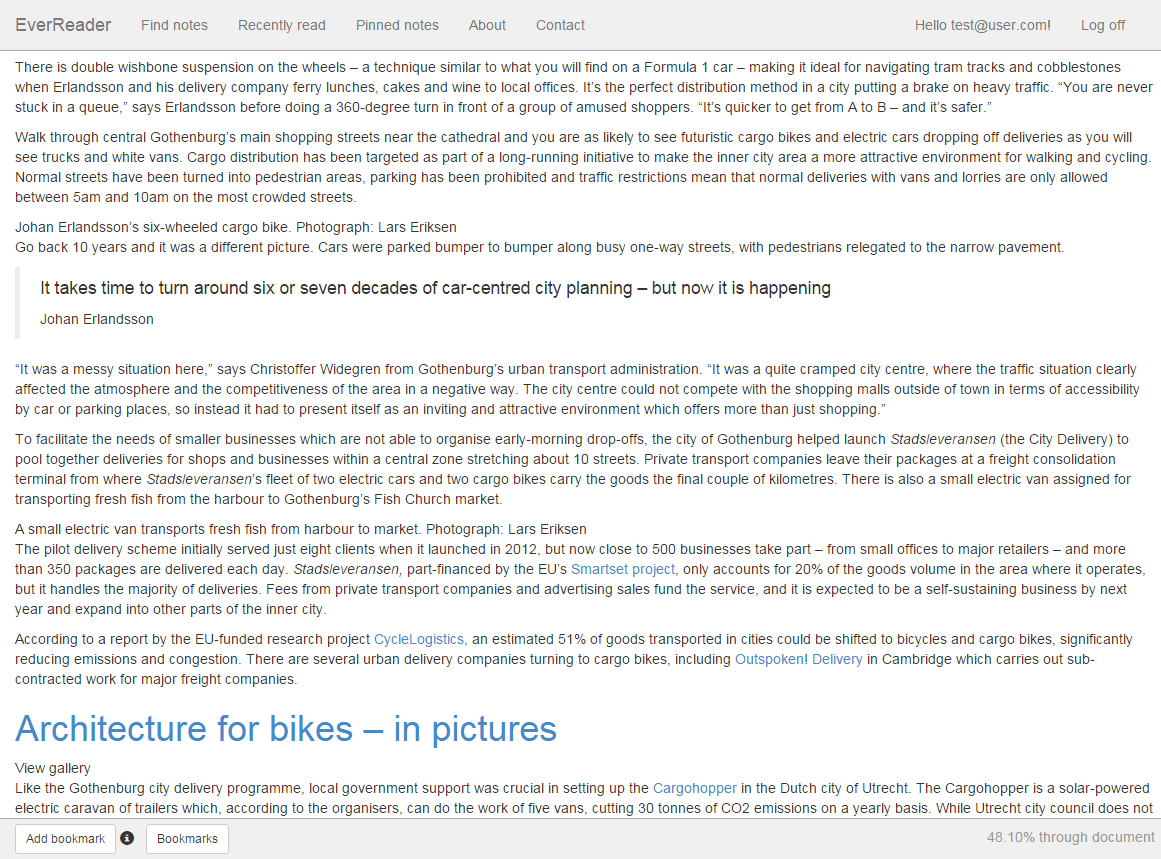 EverReader Find notes Recently read Pinned notes About Contact Hello test@user.com! Log off
There is double wishbone suspension on the wheels – a technique similar to what you will find on a Formula 1 car – making it ideal for navigating tram tracks and cobblestones
when Erlandsson and his delivery company ferry lunches, cakes and wine to local offices. It’s the perfect distribution method in a city putting a brake on heavy traffic. “You are never
stuck in a queue,” says Erlandsson before doing a 360-degree turn in front of a group of amused shoppers. “It’s quicker to get from A to B – and it’s safer.”
Walk through central Gothenburg’s main shopping streets near the cathedral and you are as likely to see futuristic cargo bikes and electric cars dropping off deliveries as you will
see trucks and white vans. Cargo distribution has been targeted as part of a long-running initiative to make the inner city area a more attractive environment for walking and cycling.
Normal streets have been turned into pedestrian areas, parking has been prohibited and traffic restrictions mean that normal deliveries with vans and lorries are only allowed
between 5am and 10am on the most crowded streets.
Johan Erlandsson’s six-wheeled cargo bike. Photograph: Lars Eriksen
Go back 10 years and it was a different picture. Cars were parked bumper to bumper along busy one-way streets, with pedestrians relegated to the narrow pavement.
It takes time to turn around six or seven decades of car-centred city planning – but now it is happening
Johan Erlandsson
“It was a messy situation here,” says Christoffer Widegren from Gothenburg’s urban transport administration. “It was a quite cramped city centre, where the traffic situation clearly
affected the atmosphere and the competitiveness of the area in a negative way. The city centre could not compete with the shopping malls outside of town in terms of accessibility
by car or parking places, so instead it had to present itself as an inviting and attractive environment which offers more than just shopping.”
To facilitate the needs of smaller businesses which are not able to organise early-morning drop-offs, the city of Gothenburg helped launch Stadsleveransen (the City Delivery) to
pool together deliveries for shops and businesses within a central zone stretching about 10 streets. Private transport companies leave their packages at a freight consolidation
terminal from where Stadsleveransen’s fleet of two electric cars and two cargo bikes carry the goods the final couple of kilometres. There is also a small electric van assigned for
transporting fresh fish from the harbour to Gothenburg’s Fish Church market.
A small electric van transports fresh fish from harbour to market. Photograph: Lars Eriksen
The pilot delivery scheme initially served just eight clients when it launched in 2012, but now close to 500 businesses take part – from small offices to major retailers – and more
than 350 packages are delivered each day. Stadsleveransen, part-financed by the EU’s Smartset project, only accounts for 20% of the goods volume in the area where it operates,
but it handles the majority of deliveries. Fees from private transport companies and advertising sales fund the service, and it is expected to be a self-sustaining business by next
year and expand into other parts of the inner city.
According to a report by the EU-funded research project CycleLogistics, an estimated 51% of goods transported in cities could be shifted to bicycles and cargo bikes, significantly
reducing emissions and congestion. There are several urban delivery companies turning to cargo bikes, including Outspoken! Delivery in Cambridge which carries out sub-
contracted work for major freight companies.
Architecture for bikes – in pictures
View gallery
Like the Gothenburg city delivery programme, local government support was crucial in setting up the Cargohopper in the Dutch city of Utrecht. The Cargohopper is a solar-powered
electric caravan of trailers which, according to the organisers, can do the work of five vans, cutting 30 tonnes of CO2 emissions on a yearly basis. While Utrecht city council does not
Add bookmark Bookmarks 48.10% through document